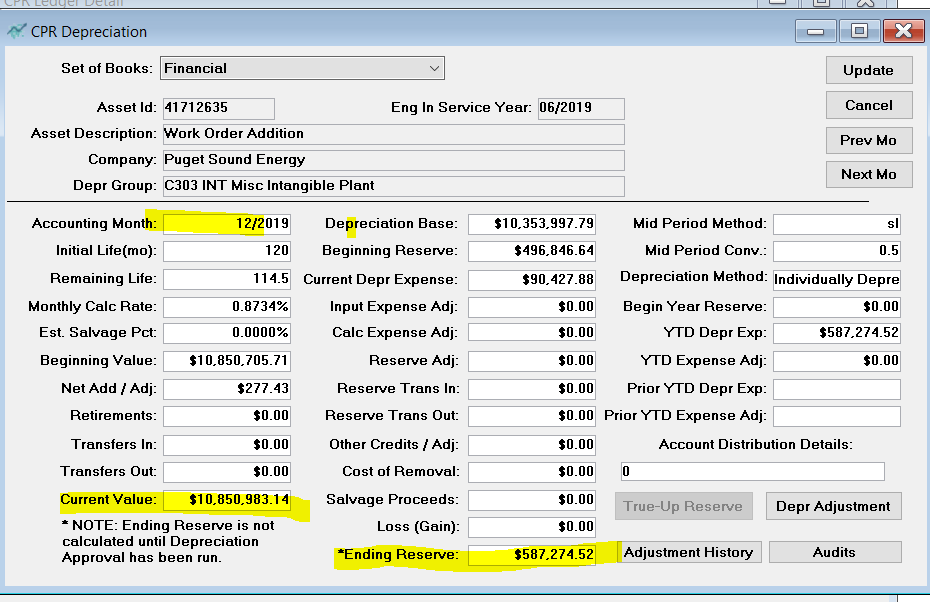 CPR Ledger Detail
CPR Depreciation
Set of Books: Financial
Update
Asset Id: 41712635 Eng In Service Year: 06/2019
Cancel
Asset Description: Work Order Addition
Prev Mo
Company: Puget Sound Energy
Next Mo
Depr Group: C303 INT Misc Intangible Plant
Accounting Month: 12/2019 Depreciation Base: $10,353,997.79 Mid Period Method: sl
Initial Life(mo): 120 Beginning Reserve: $496,846.64 Mid Period Conv.: 0.5
Remaining Life: 114.5 Current Depr Expense: $90,427.88 Depreciation Method: Individually Depre
Monthly Calc Rate: 0.8734% Input Expense Adj: $0.00 Begin Year Reserve: $0.00
Est. Salvage Pct: 0.0000% Calc Expense Adj: $0.00 YTD Depr Exp: $587,274.52
Beginning Value: $10,850,705.71 Reserve Adj: $0.00 YTD Expense Adj: $0.00
Net Add / Adj: $277.43 Reserve Trans In: $0.00 Prior YTD Depr Exp:
Retirements: $0.00 Reserve Trans Out: $0.00 Prior YTD Expense Adj:
Transfers In: $0.00 Other Credits / Adj: $0.00 Account Distribution Details:
Transfers Out: $0.00 Cost of Removal: $0.00 0
Current Value: $10,850,983.14 Salvage Proceeds: $0.00 True-Up Reserve Depr Adjustment
* NOTE: Ending Reserve is not
calculated until Depreciation
Approval has been run.
Loss (Gain): $0.00
*Ending Reserve: $587,274.52 Adjustment History Audits